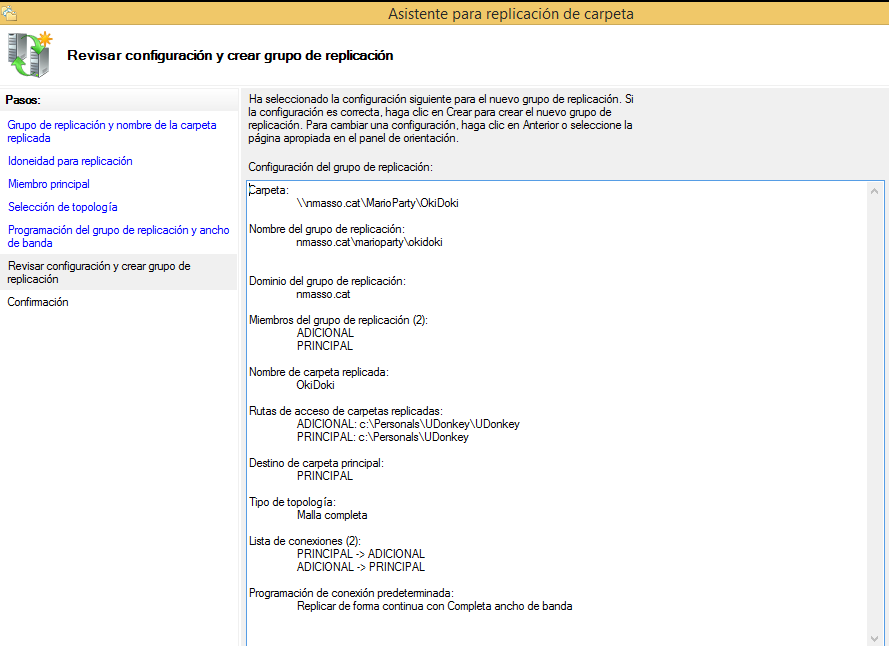 Asistente para replicación de carpeta
Revisar configuración y crear grupo de replicación
Pasos:
Grupo de replicación y nombre de la carpeta
replicada
Idoneidad para replicación
Miembro principal
Selección de topología
Programación del grupo de replicación y ancho
de banda
Revisar configuración y crear grupo de
replicación
Confirmación
Ha seleccionado la configuración siguiente para el nuevo grupo de replicación. Si
la configuración es correcta, haga clic en Crear para crear el nuevo grupo de
replicación. Para cambiar una configuración, haga clic en Anterior o seleccione la
página apropiada en el panel de orientación.
Configuración del grupo de replicación:
Carpeta:
\\nmasso.cat\MarioParty\OkiDoki
Nombre del grupo de replicación:
nmasso.cat\marioparty\okidoki
Dominio del grupo de replicación:
nmasso.cat
Miembros del grupo de replicación (2):
ADICIONAL
PRINCIPAL
Nombre de carpeta replicada:
OkiDoki
Rutas de acceso de carpetas replicadas:
ADICIONAL: c:\Personals\UDonkey\UDonkey
PRINCIPAL: c:\Personals\UDonkey
Destino de carpeta principal:
PRINCIPAL
Tipo de topología:
Malla completa
Lista de conexiones (2):
PRINCIPAL -> ADICIONAL
ADICIONAL -> PRINCIPAL
Programación de conexión predeterminada:
Replicar de forma continua con Completa ancho de banda